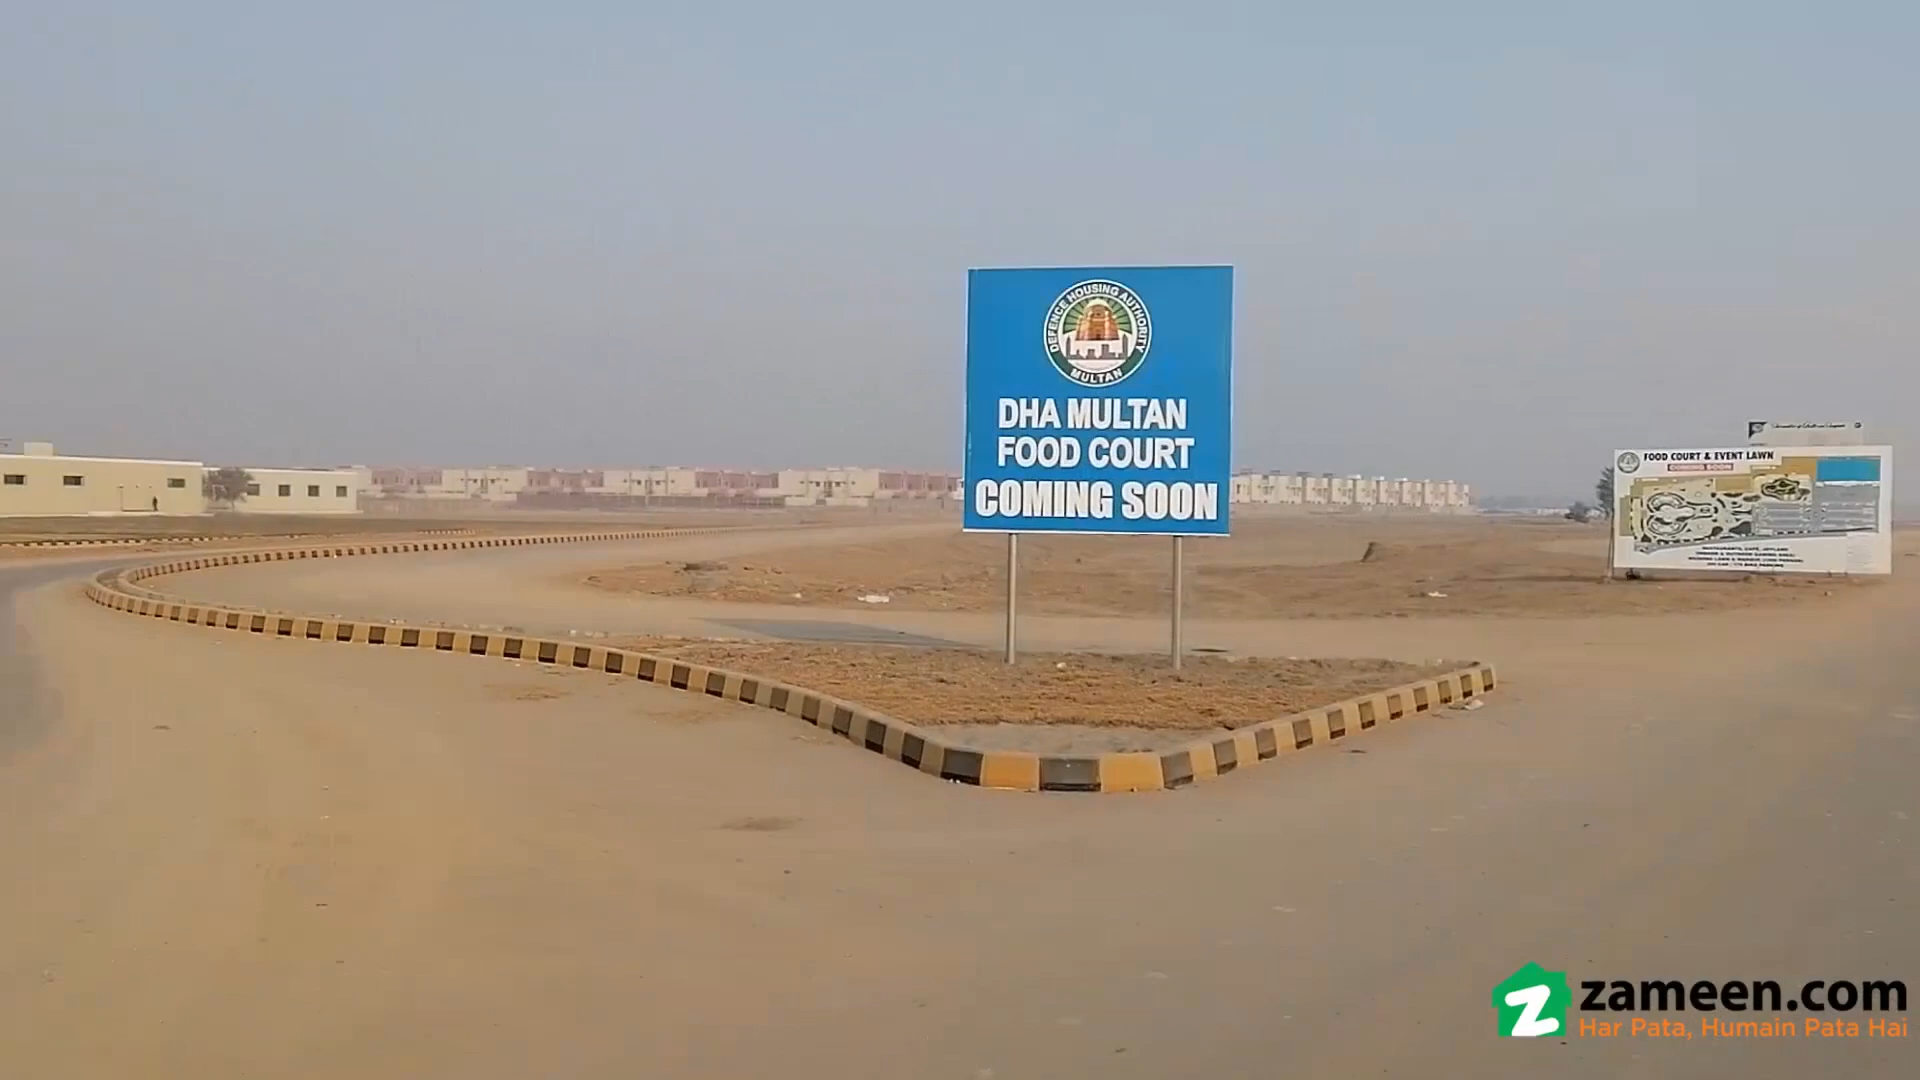 DEFENCE HOUSING AUTHORITY
MULTAN
DHA MULTAN
FOOD COURT
COMING SOON
FOOD COURT & EVENT LAWN
COMING SOON
zameen.com
Har Pata, Humain Pata Hai